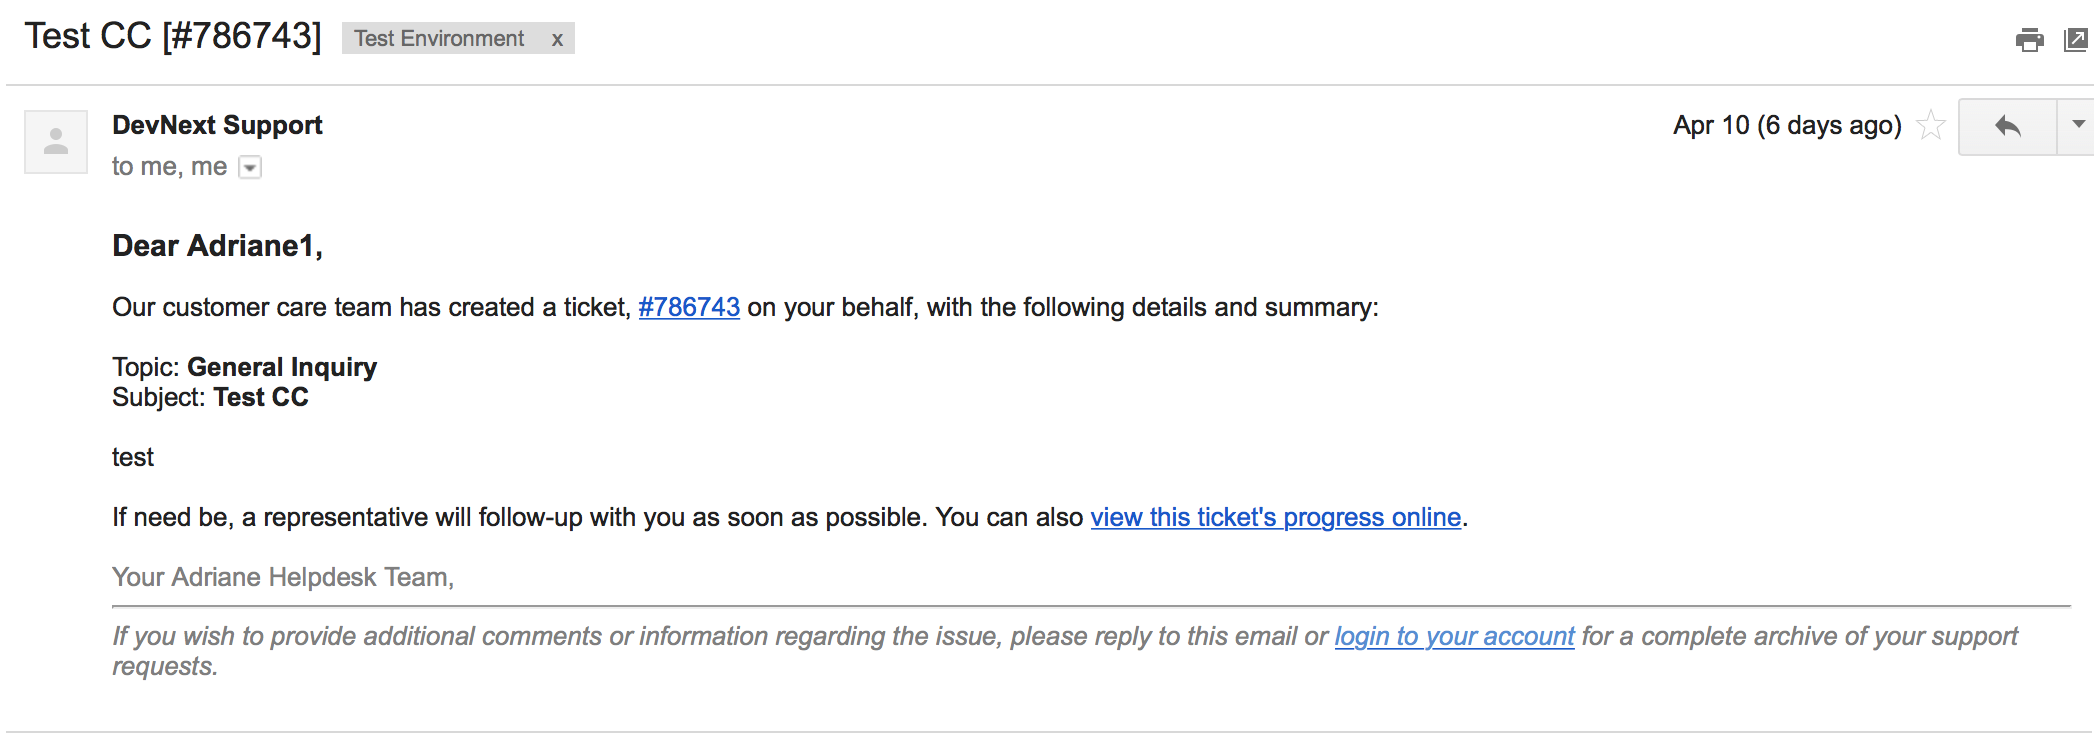 Test CC [#786743] Test Environment x
DevNext Support Apr 10 (6 days ago)
to me, me
Dear Adriane1,
Our customer care team has created a ticket, #786743 on your behalf, with the following details and summary:
Topic: General Inquiry
Subject: Test CC
test
If need be, a representative will follow-up with you as soon as possible. You can also view this ticket's progress online.
Your Adriane Helpdesk Team,
If you wish to provide additional comments or information regarding the issue, please reply to this email or login to your account for a complete archive of your support
requests.